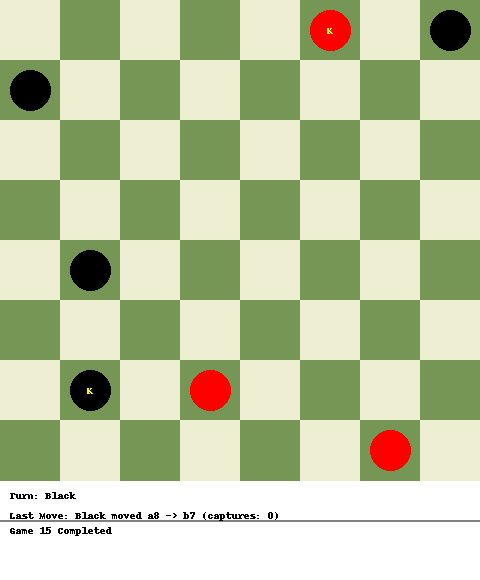 K
K
Turn: Black
Last Move: Black moved a8 -> b7 (captures: 0)
Game 15 Completed